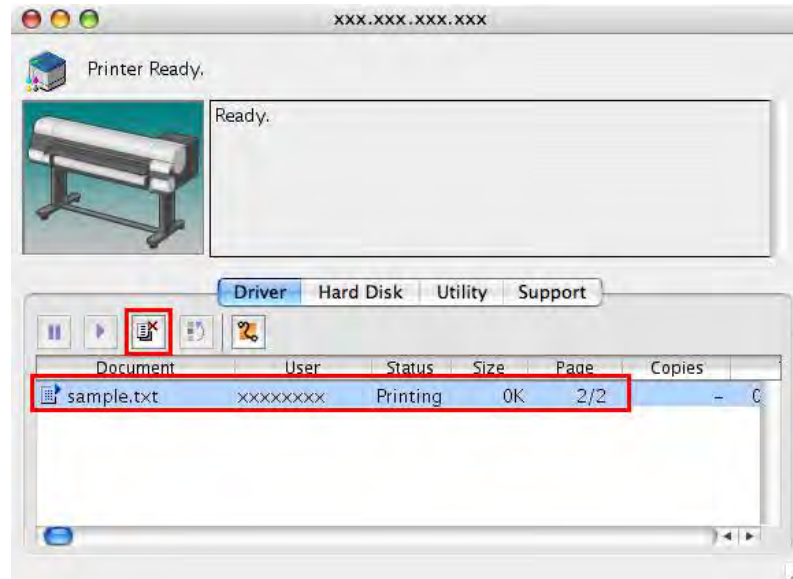 xxx.xxx.xxx.xxx
Printer Ready.
Ready.
Driver Hard Disk Utility Support
Document User Status Size Page Copies
sample.txt xxxxxxxx Printing 0K 2/2 -